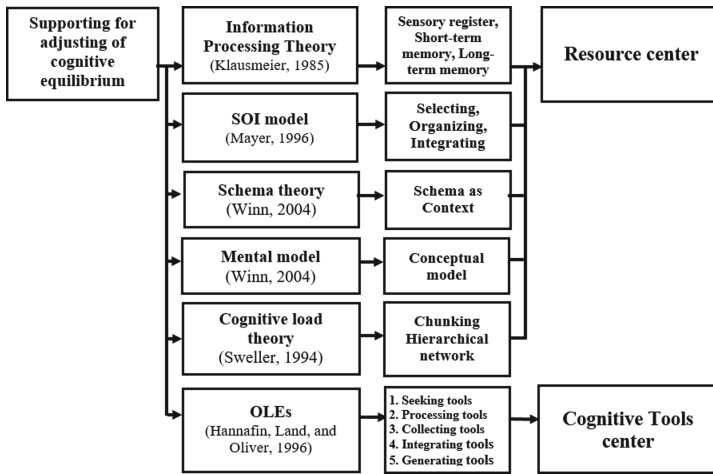 Supporting for
adjusting of
cognitive
equilibrium
Information
Processing Theory
(Klausmeier, 1985)
Sensory register,
Short-term
memory, Long-
term memory
Resource center
SOI model
(Mayer, 1996)
Selecting,
Organizing,
Integrating
Schema theory
(Winn, 2004)
Schema as
Context
Mental model
(Winn, 2004)
Conceptual
model
Cognitive load
theory
(Sweller, 1994)
Chunking
Hierarchical
network
OLEs
(Hannafin, Land, and
Oliver, 1996)
1. Seeking tools
2. Processing tools
3. Collecting tools
4. Integrating tools
5. Generating tools
Cognitive Tools
center